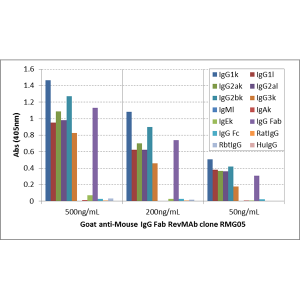 1.6
1.4
1.2
1
0.8
0.6
0.4
0.2
0
Abs (405nm)
IgG1k IgG1l
IgG2ak IgG2al
IgG2bk IgG3k
IgMl IgG Fab
IgEk IgAk
IgG Fc RatIgG
RbtIgG HuIgG
500ng/mL 200ng/mL 50ng/mL
Goat anti-Mouse IgG Fab RevMAb clone RMG05